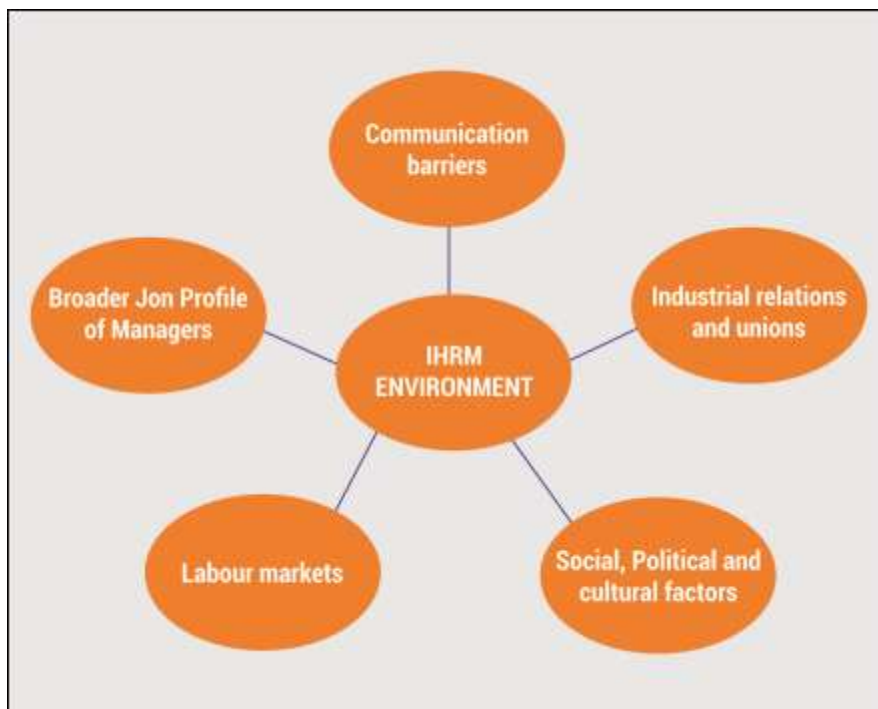 Communication
barriers
Broader Jon Profile
of Managers
Industrial relations
and unions
IHRM
ENVIRONMENT
Labour markets
Social, Political and
cultural factors